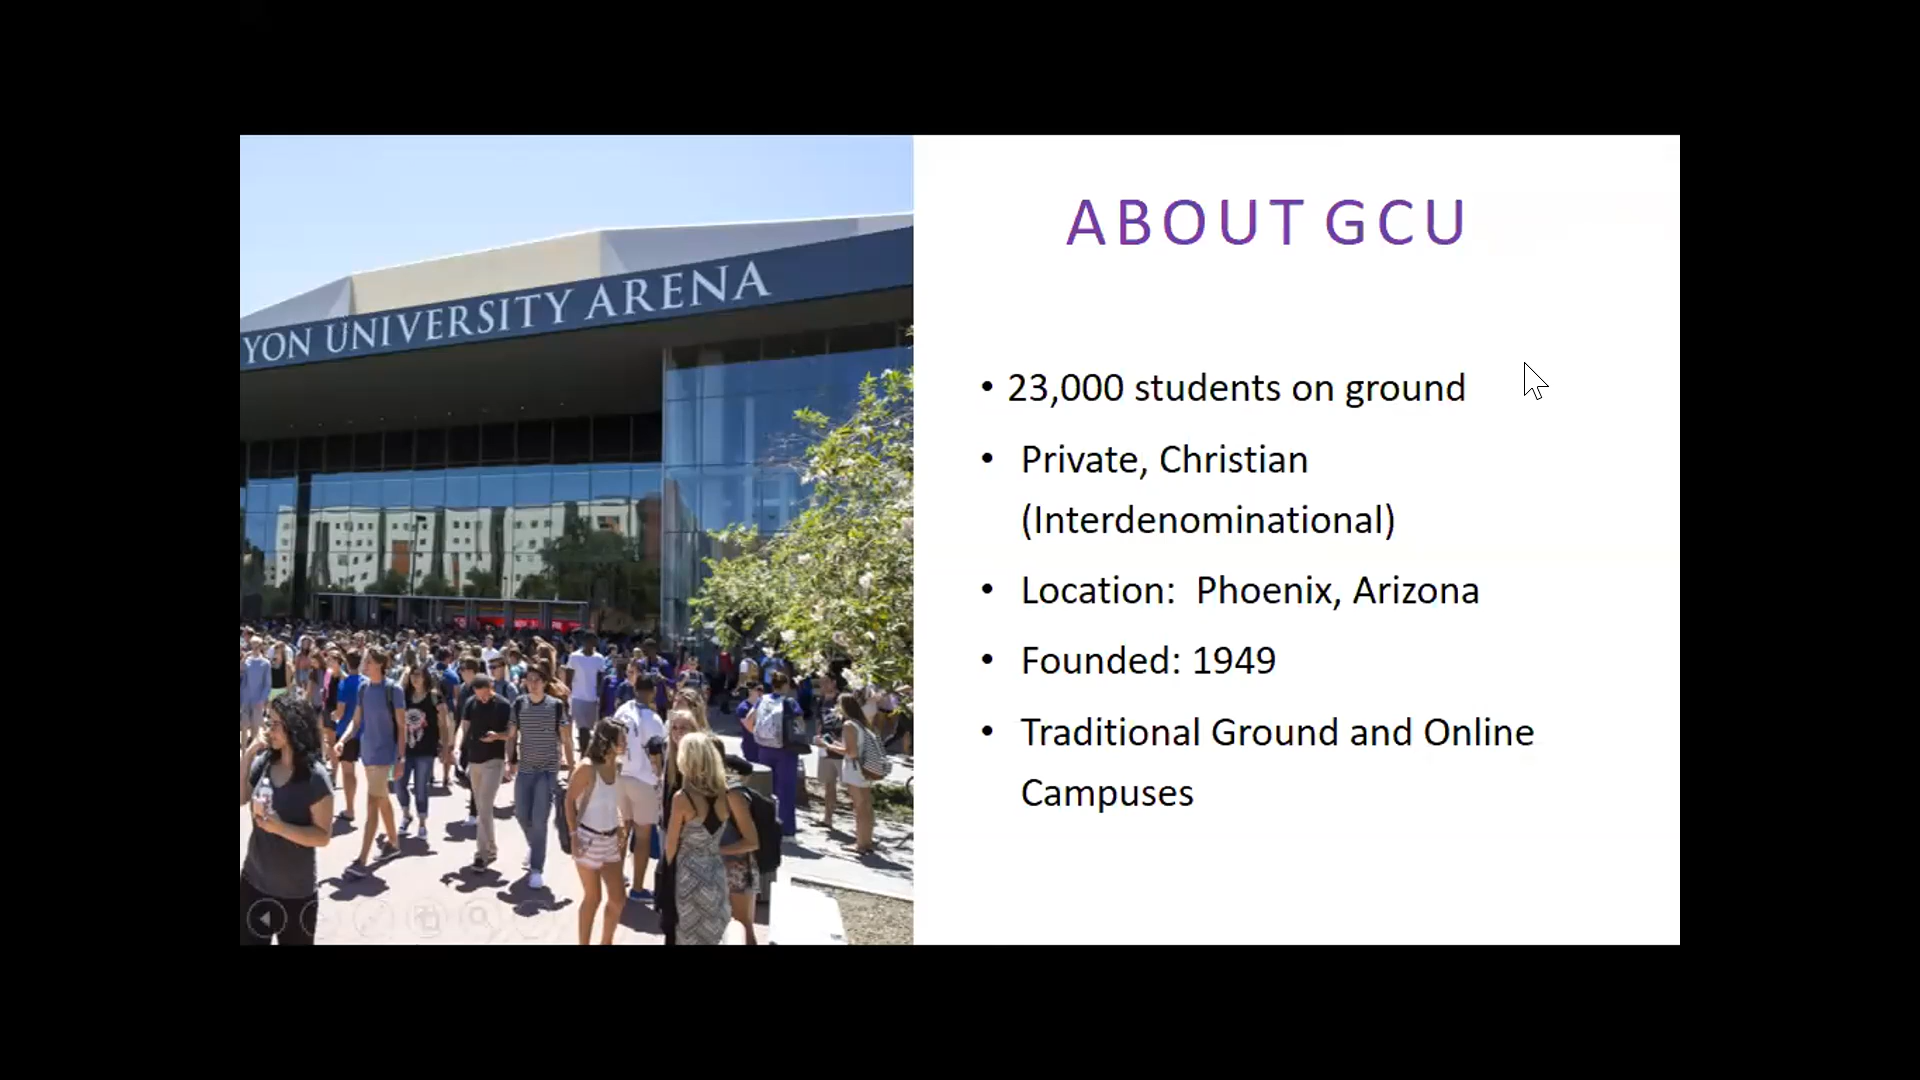 YON UNIVERSITY ARENA
ABOUT GCU
• 23,000 students on ground
• Private, Christian
(Interdenominational)
• Location: Phoenix, Arizona
• Founded: 1949
• Traditional Ground and Online
Campuses